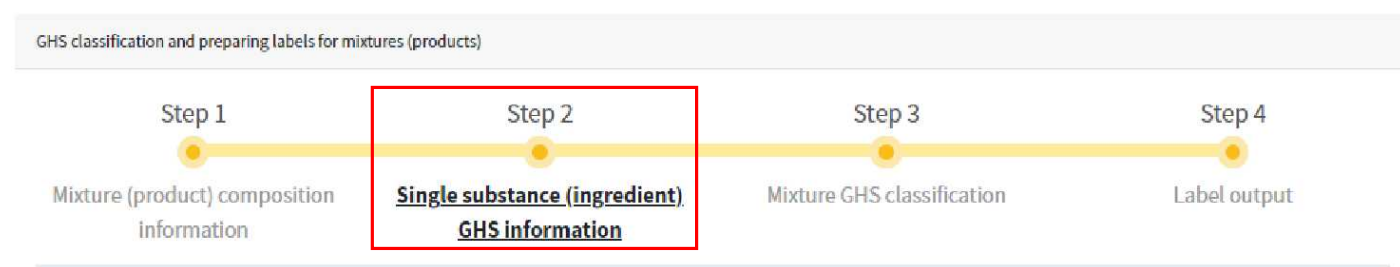 GHS classification and preparing labels for mixtures (products)
Step 1
Step 2
Step 3
Step 4
Mixture (product) composition
information
Single substance (ingredient)
GHS information
Mixture GHS classification
Label output